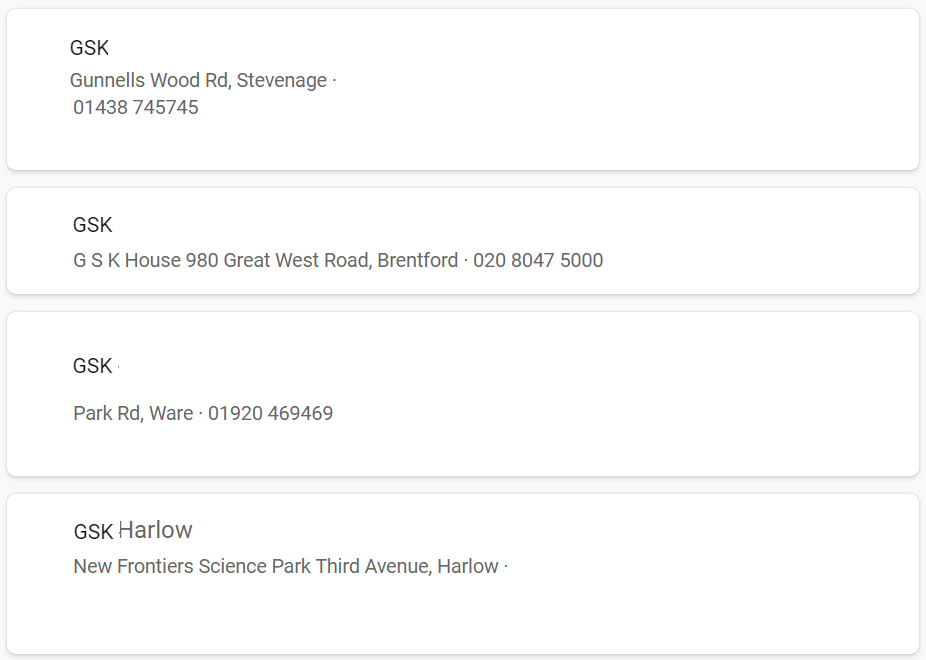 GSK
Gunnells Wood Rd, Stevenage ·
01438 745745
GSK
G S K House 980 Great West Road, Brentford · 020 8047 5000
GSK ·
Park Rd, Ware · 01920 469469
GSK Harlow
New Frontiers Science Park Third Avenue, Harlow ·